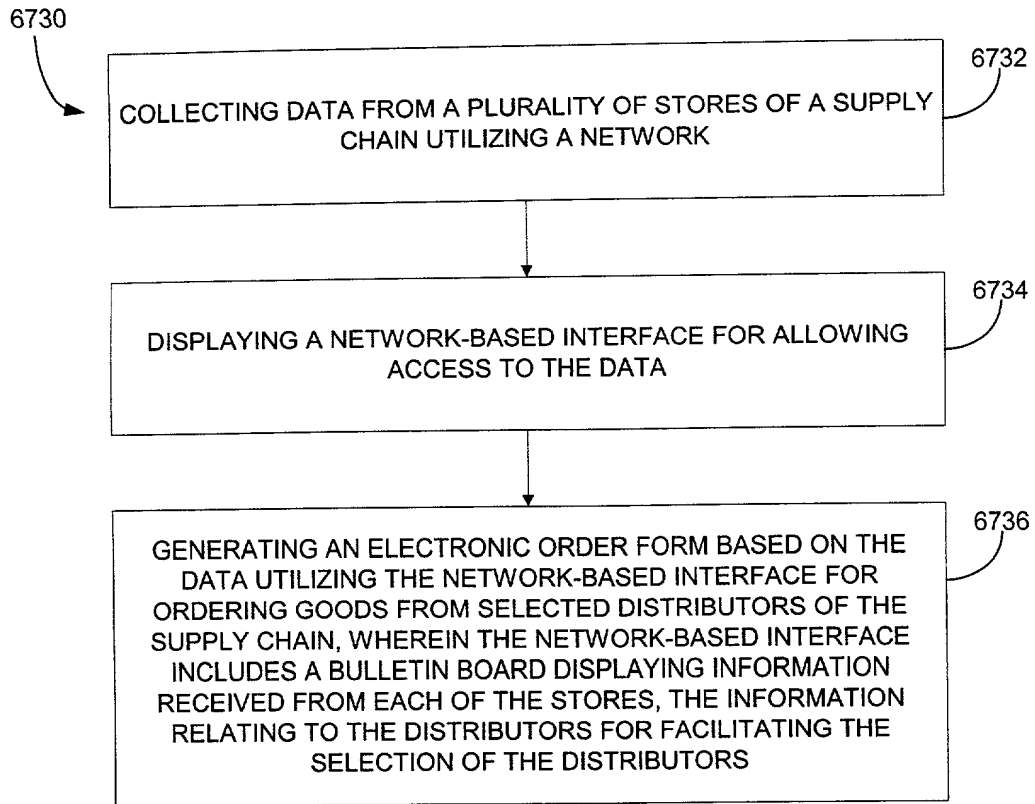 6730
6732
COLLECTING DATA FROM A PLURALITY OF STORES OF A SUPPLY
CHAIN UTILIZING A NETWORK
6734
DISPLAYING A NETWORK-BASED INTERFACE FOR ALLOWING
ACCESS TO THE DATA
6736
GENERATING AN ELECTRONIC ORDER FORM BASED ON THE
DATA UTILIZING THE NETWORK-BASED INTERFACE FOR
ORDERING GOODS FROM SELECTED DISTRIBUTORS OF THE
SUPPLY CHAIN, WHEREIN THE NETWORK-BASED INTERFACE
INCLUDES A BULLETIN BOARD DISPLAYING INFORMATION
RECEIVED FROM EACH OF THE STORES, THE INFORMATION
RELATING TO THE DISTRIBUTORS FOR FACILITATING THE
SELECTION OF THE DISTRIBUTORS